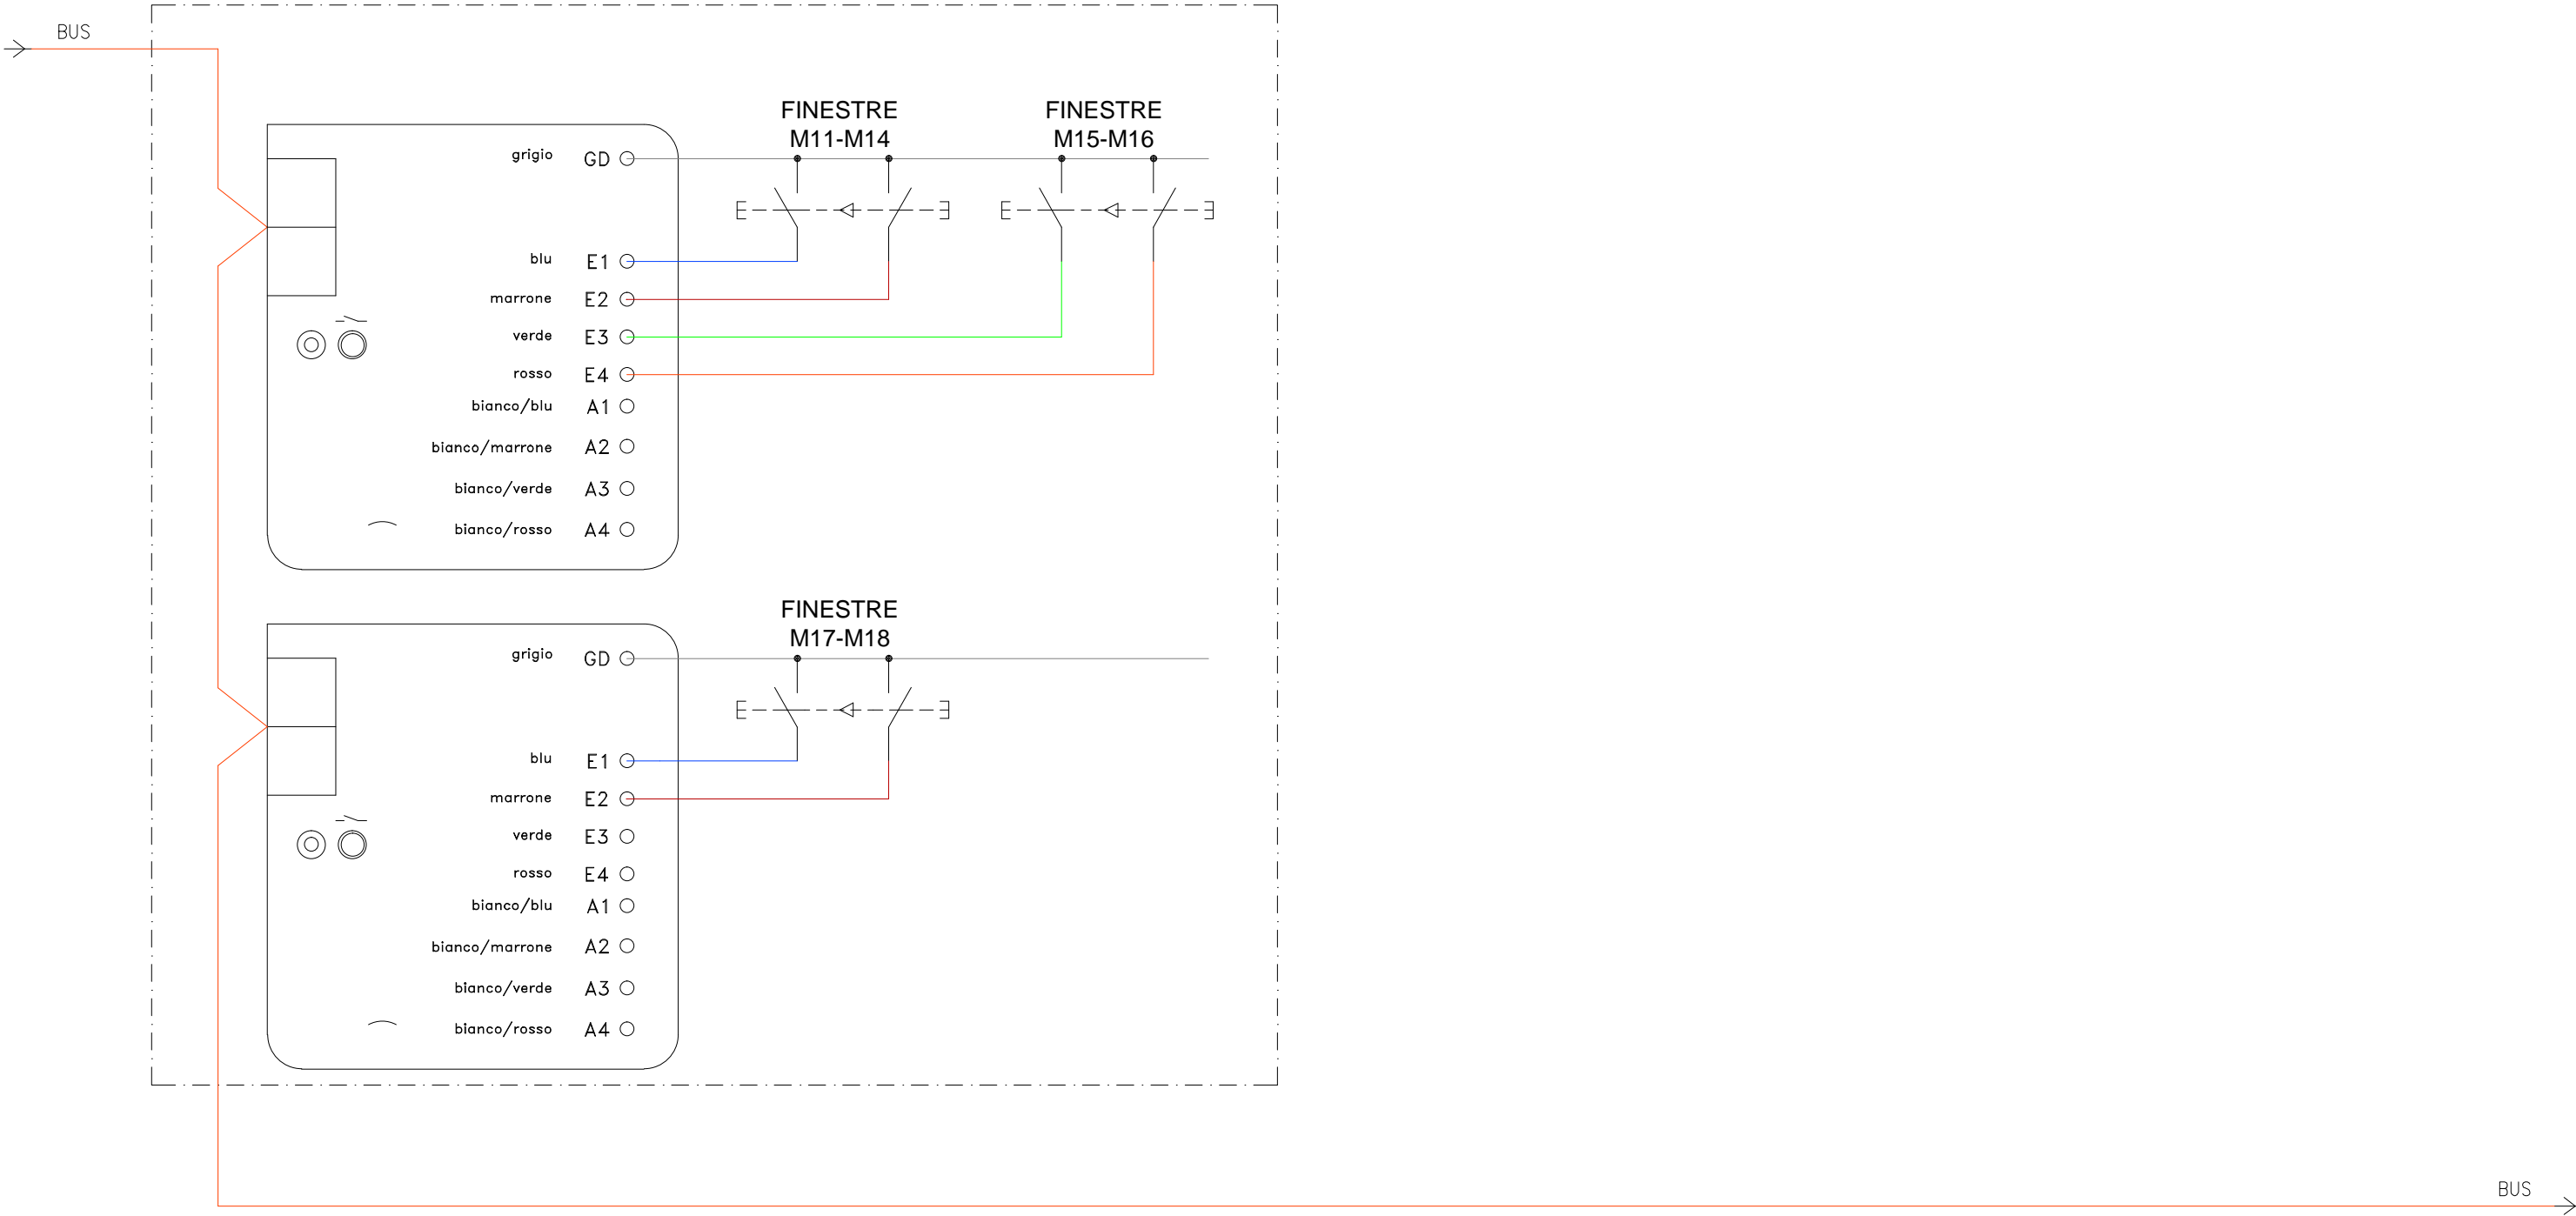 BUS
FINESTRE
M11-M14
FINESTRE
M15-M16
grigio GD
blu E1
marrone E2
verde E3
rosso E4
bianco/blu A1
bianco/marrone A2
bianco/verde A3
bianco/rosso A4
FINESTRE
M17-M18
grigio GD
blu E1
marrone E2
verde E3
rosso E4
bianco/blu A1
bianco/marrone A2
bianco/verde A3
bianco/rosso A4
BUS